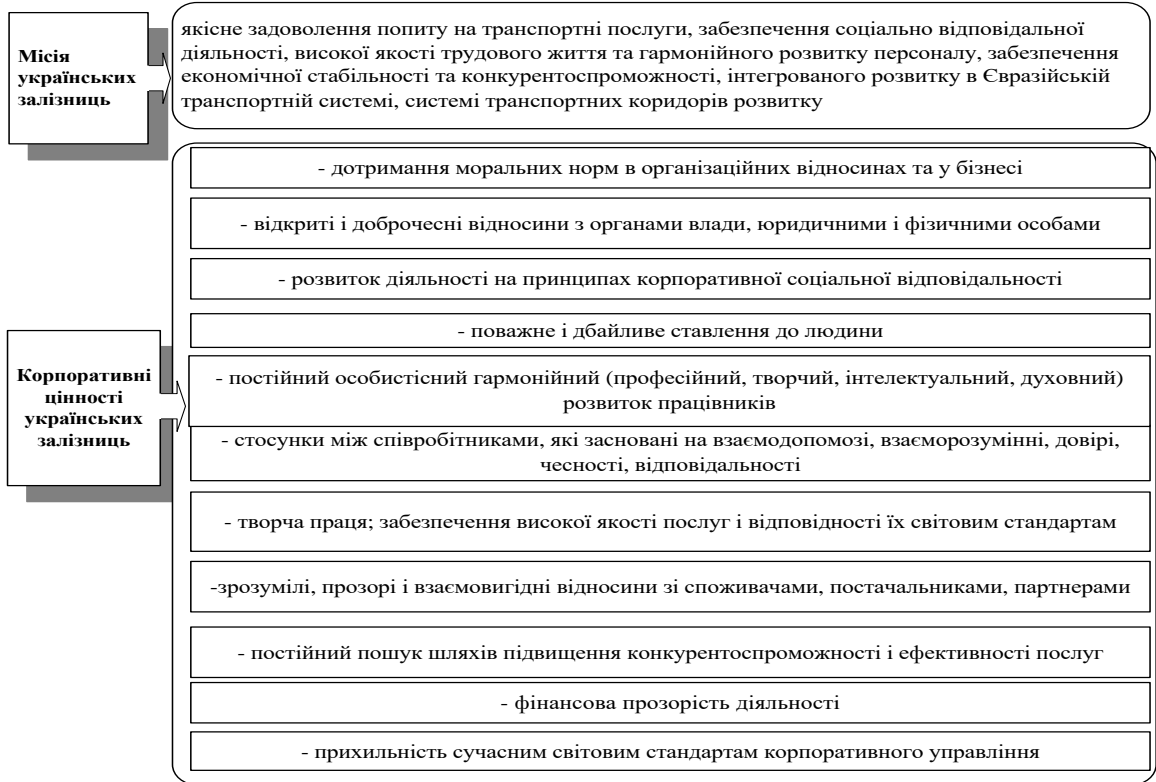 Місія
українських
залізниць
якісне задоволення попиту на транспортні послуги, забезпечення соціально відповідальної
діяльності, високої якості трудового життя та гармонійного розвитку персоналу, забезпечення
економічної стабільності та конкурентоспроможності, інтегрованого розвитку в Євразійській
транспортній системі, системі транспортних коридорів розвитку
Корпоративні
цінності
українських
залізниць
- дотримання моральних норм в організаційних відносинах та у бізнесі
- відкриті і доброчесні відносини з органами влади, юридичними і фізичними особами
- розвиток діяльності на принципах корпоративної соціальної відповідальності
- поважне і дбайливе ставлення до людини
- постійний особистісний гармонійний (професійний, творчий, інтелектуальний, духовний)
розвиток працівників
- стосунки між співробітниками, які засновані на взаємодопомозі, взаєморозумінні, довірі,
чесності, відповідальності
- творча праця; забезпечення високої якості послуг і відповідності їх світовим стандартам
-зрозумілі, прозорі і взаємовигідні відносини зі споживачами, постачальниками, партнерами
- постійний пошук шляхів підвищення конкурентоспроможності і ефективності послуг
- фінансова прозорість діяльності
- прихильність сучасним світовим стандартам корпоративного управління